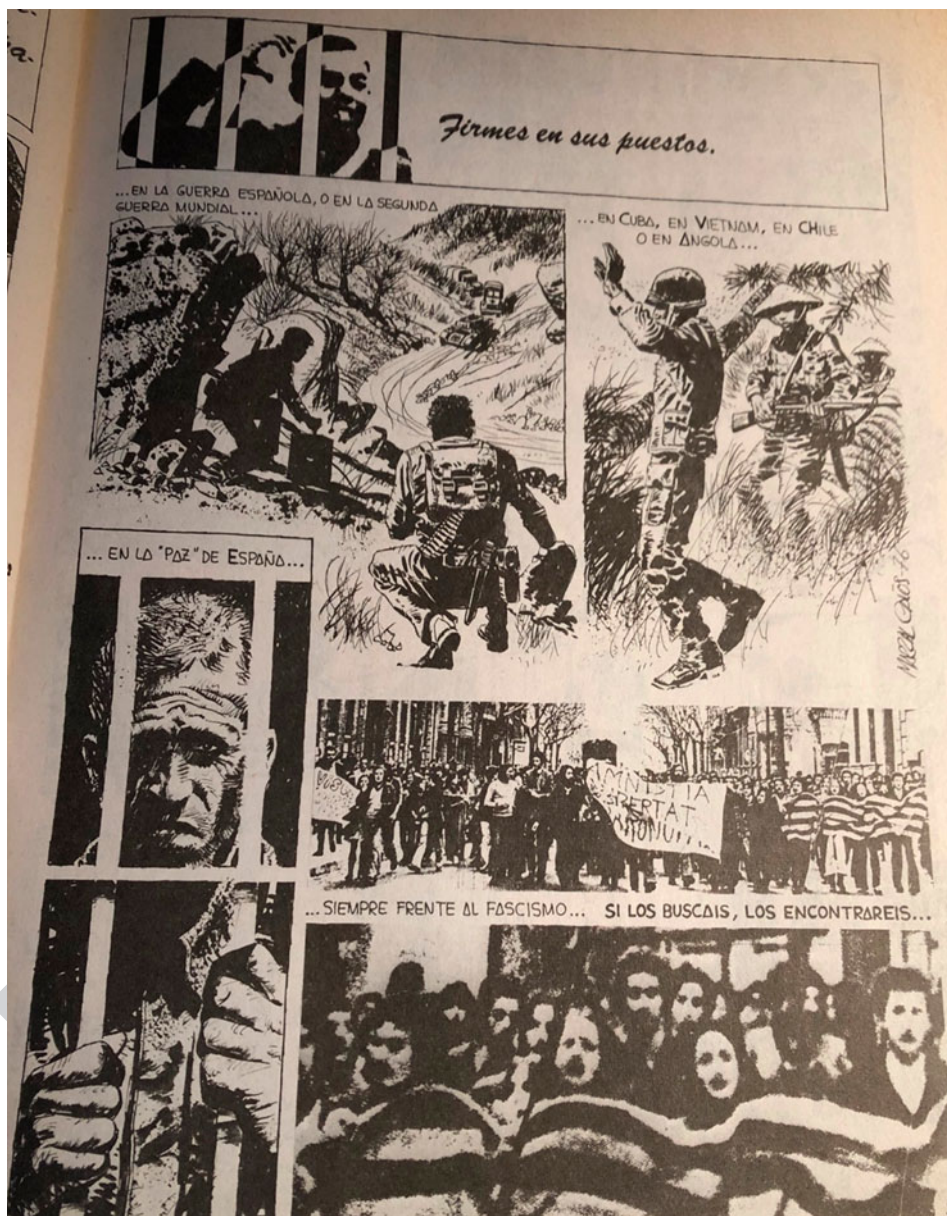 Firmes en sus puestos.
...EN LA GUERRA ESPAÑOLA, O EN LA SEGUNDA
GUERRA MUNDIAL...
...EN CUBA, EN VIETNAM, EN CHILE
O EN ANGOLA...
... EN LA "PAZ" DE ESPAÑA...
AMNISTIA
LIBERTAT
...SIEMPRE FRENTE AL FASCISMO... SI LOS BUSCAIS, LOS ENCONTRAREIS...